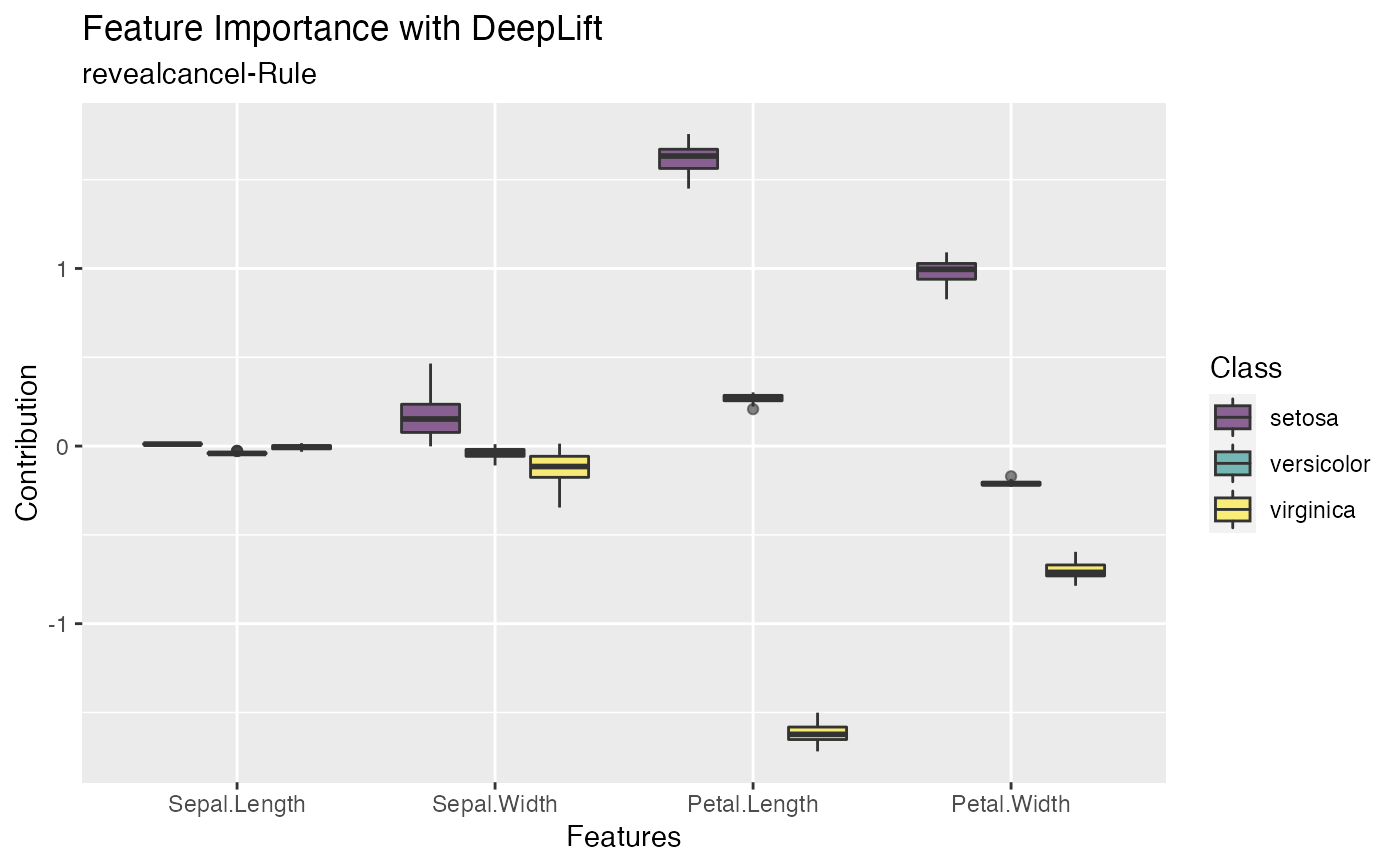 Feature Importance with DeepLift
revealcancel-Rule
Contribution
1
0
-1
Sepal.Length
Sepal.Width
Petal.Length
Petal.Width
Features
Class
setosa
versicolor
virginica